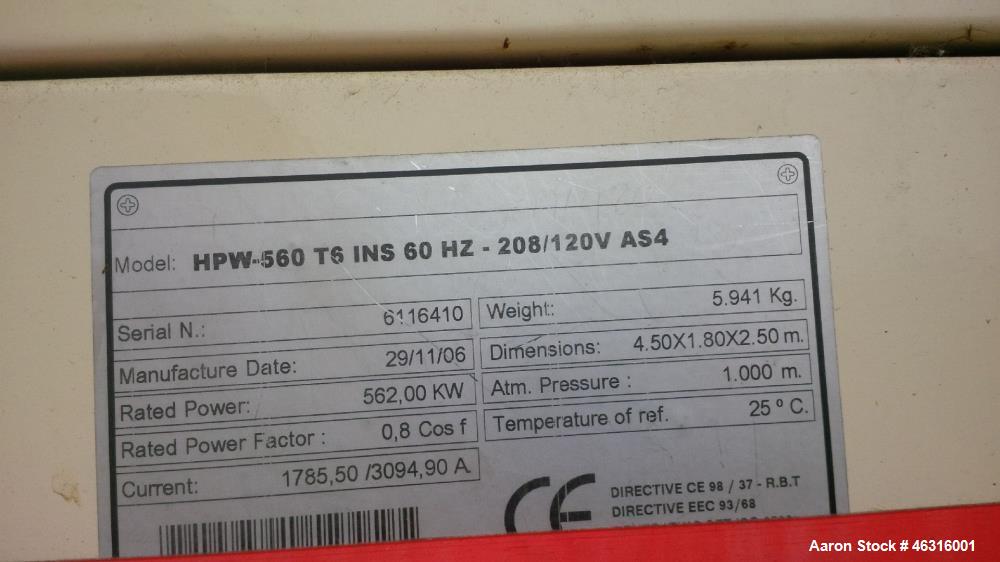 Model: HPW-560 T6 INS 60 HZ - 208/120V AS4
Serial N.: 6116410
Manufacture Date: 29/11/06
Rated Power: 562,00 KW
Rated Power Factor : 0,8 Cos f
Current: 1785,50 /3094,90 A.
Weight: 5.941 Kg.
Dimensions: 4.50X1.80X2.50 m.
Atm. Pressure : 1.000 m.
Temperature of ref. 25 º C.
CE
DIRECTIVE CE 98 / 37 - R.B.T
DIRECTIVE EEC 93/68
Aaron Stock # 46316001